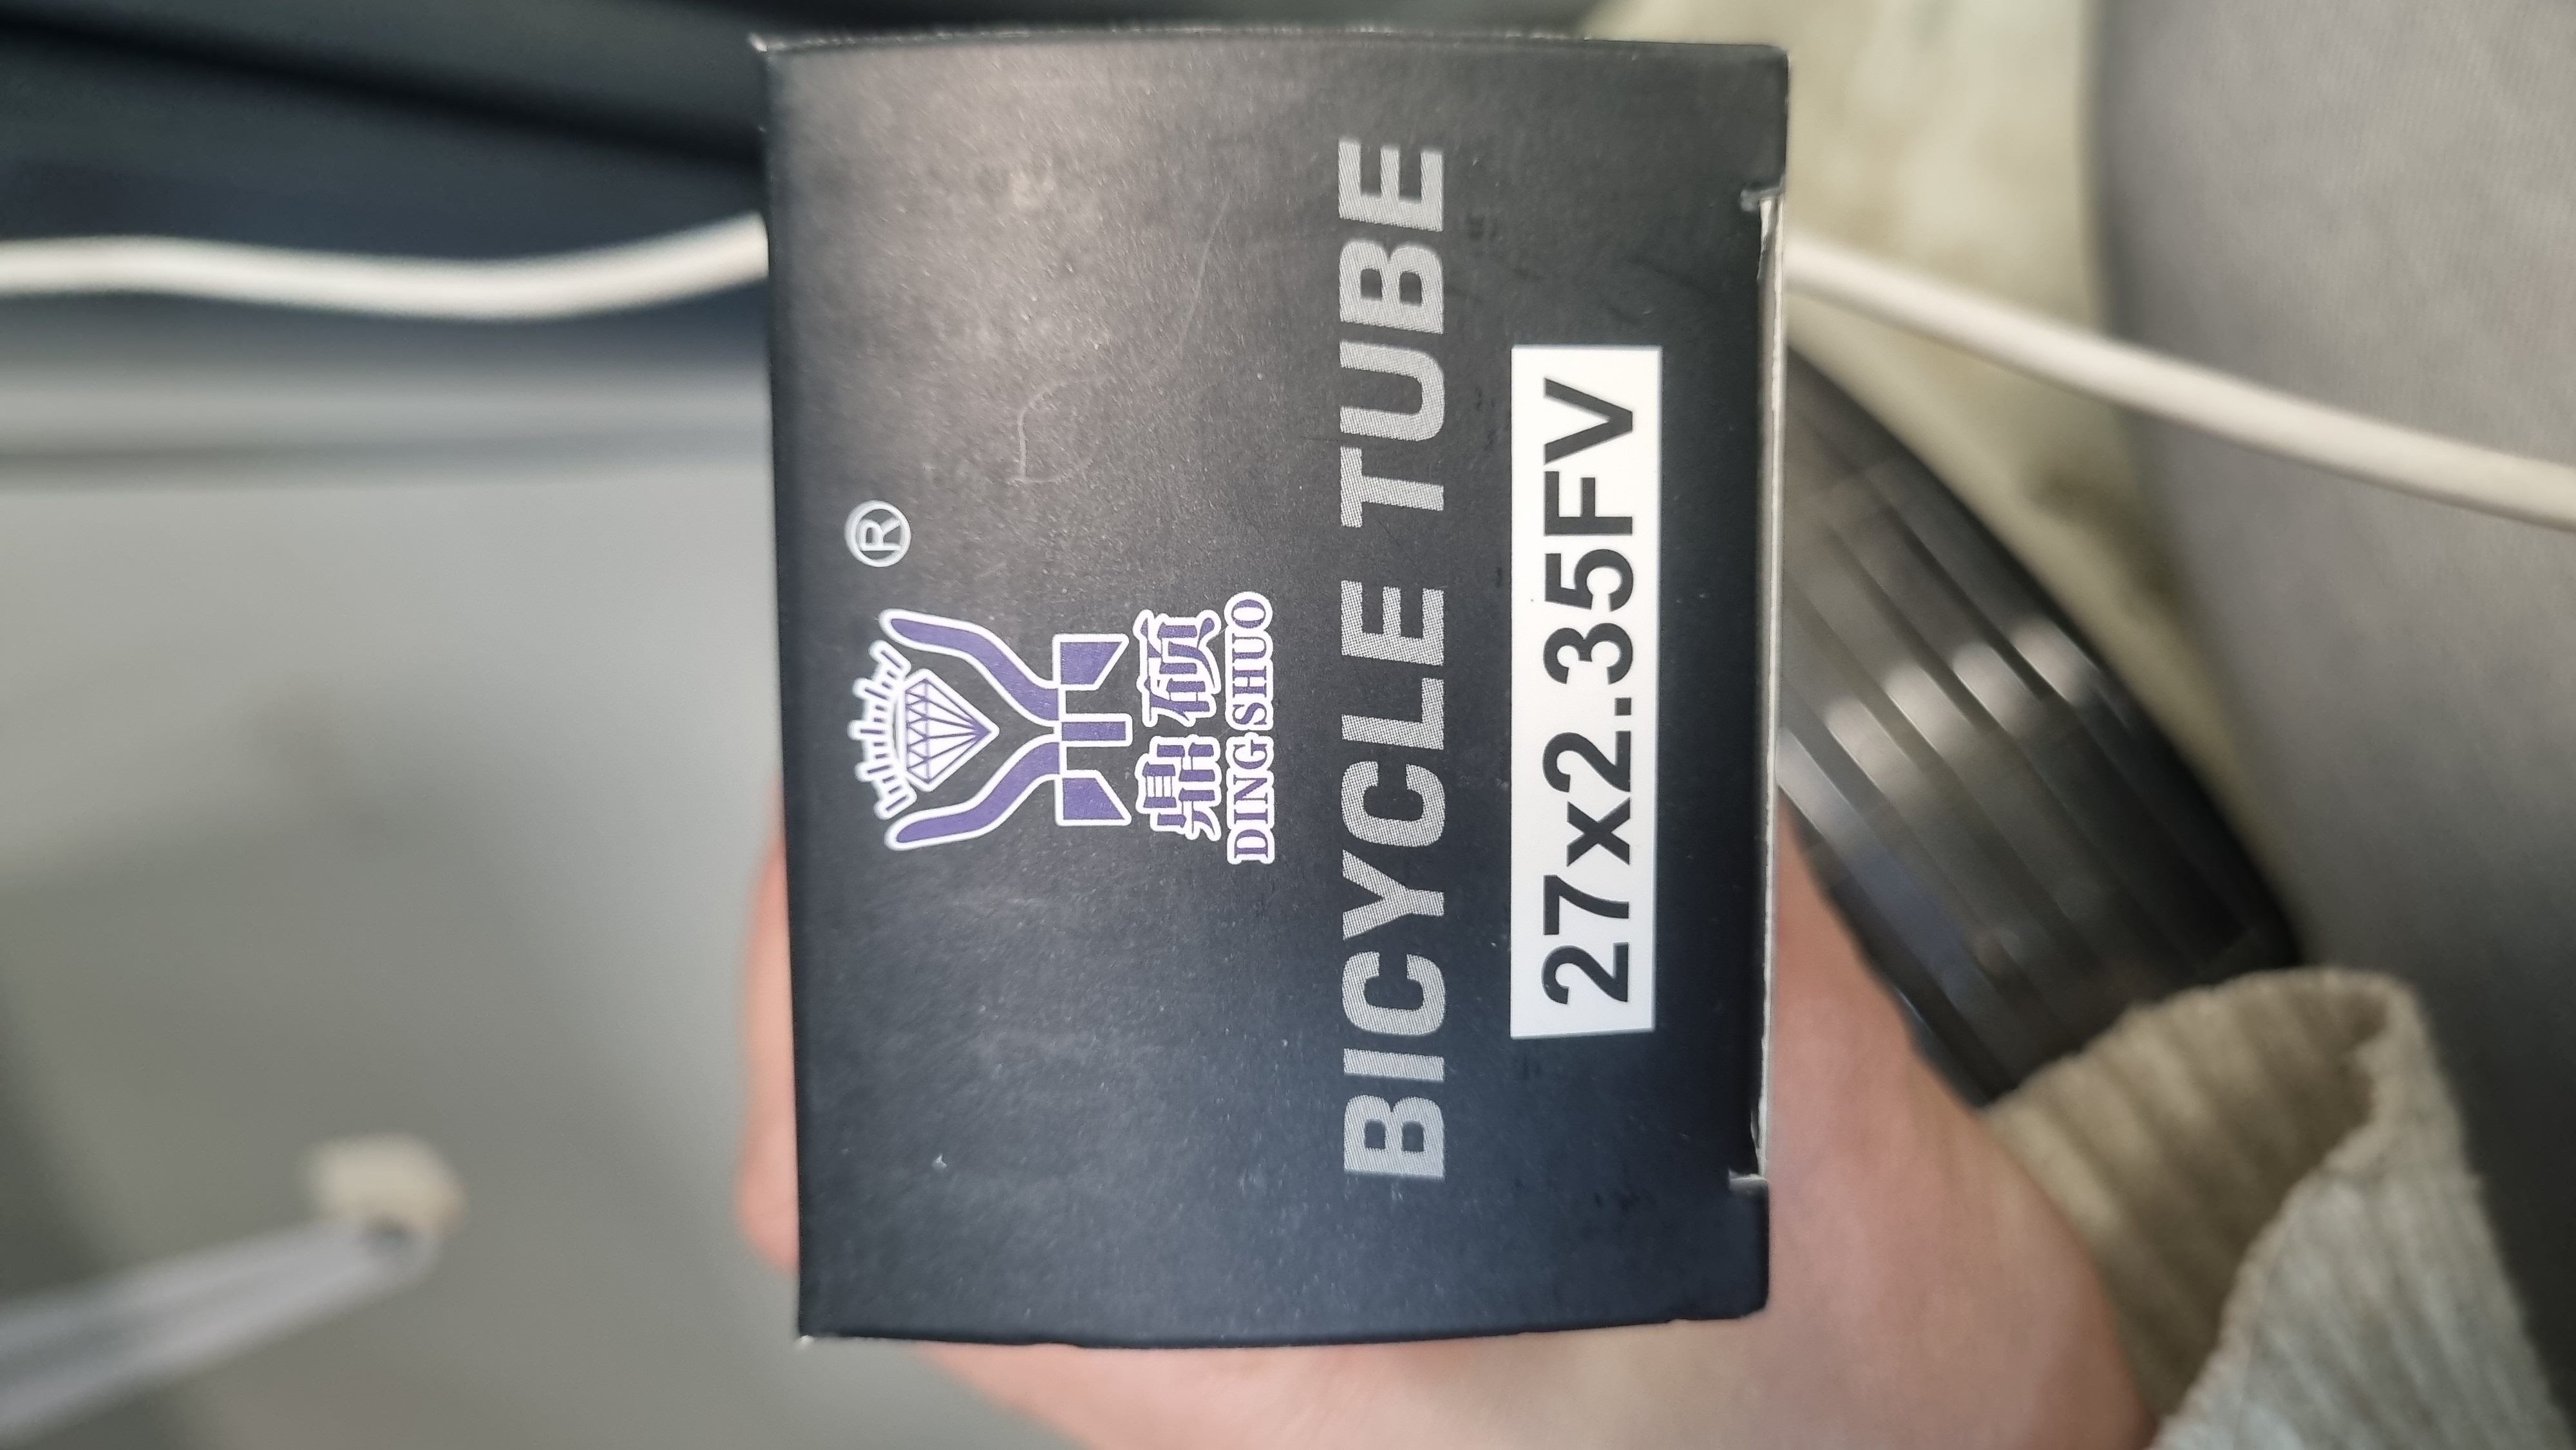 ®
鼎硕
DING SHUO
BICYCLE TUBE
27x2.35FV